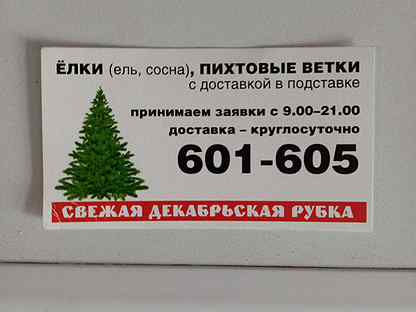 ЁЛКИ (ель, сосна), ПИХТОВЫЕ ВЕТКИ
с доставкой в подставке
принимаем заявки с 9.00–21.00
доставка – круглосуточно
601-605
СВЕЖАЯ ДЕКАБРЬСКАЯ РУБКА